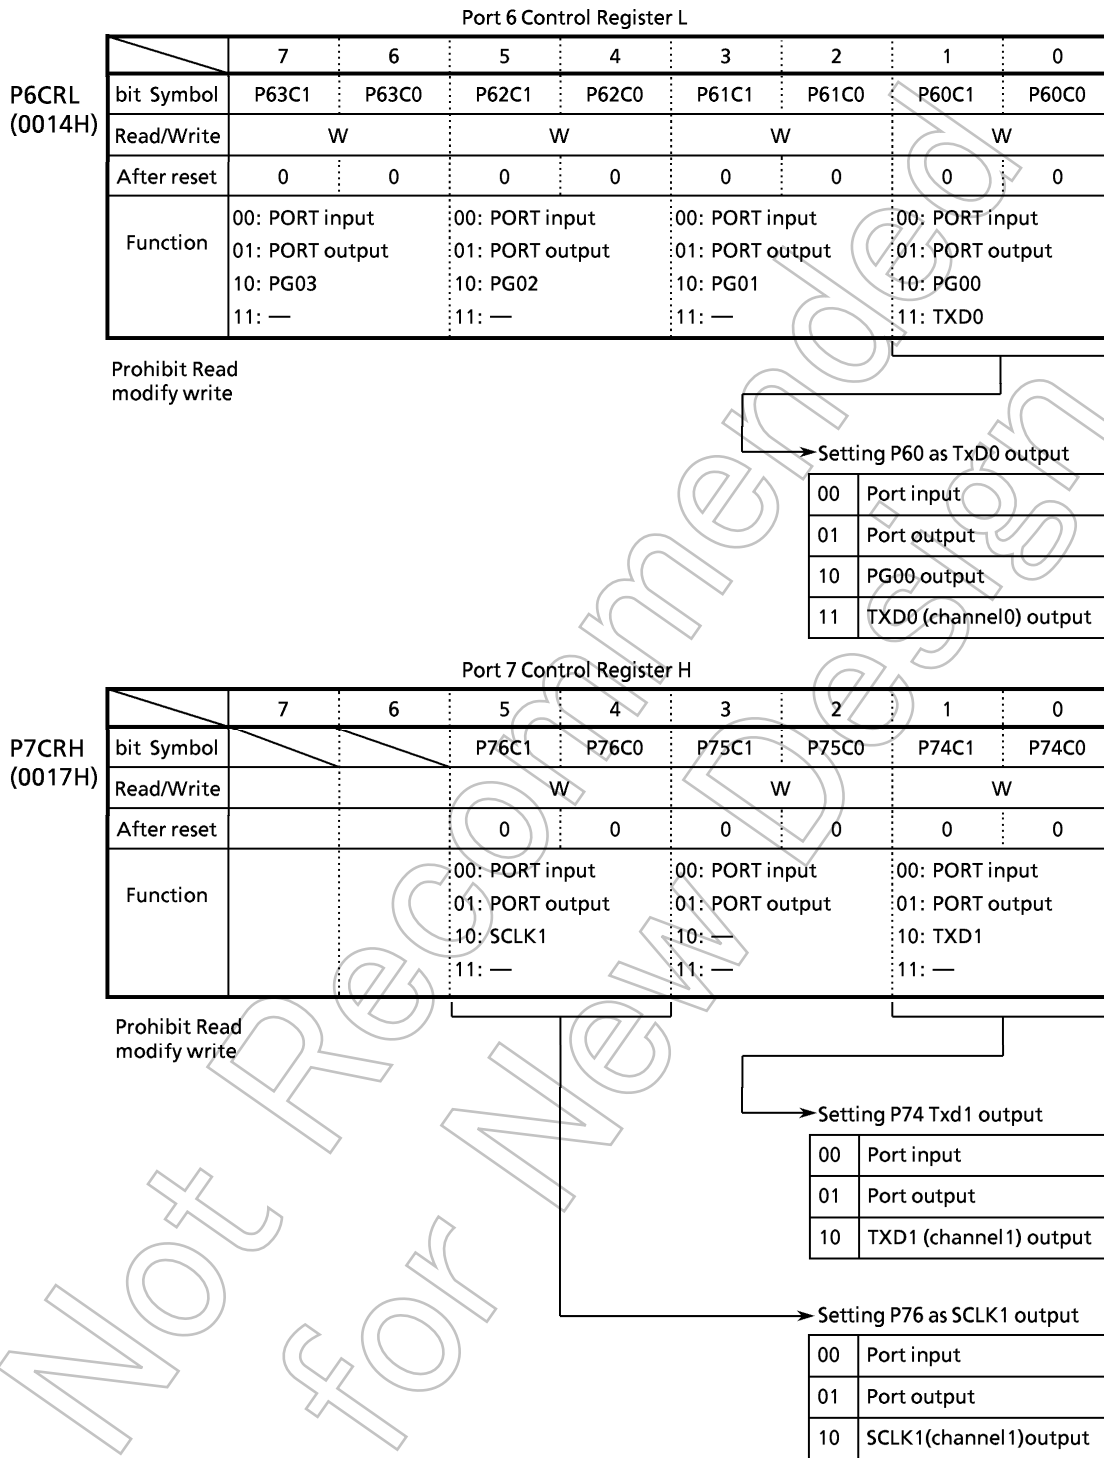 Port 6 Control Register L
7 6 5 4 3 2 1 0
P6CRL
(0014H)
bit Symbol P63C1 P63C0 P62C1 P62C0 P61C1 P61C0 P60C1 P60C0
Read/Write W W W W
After reset 0 0 0 0 0 0 0 0
Function
00: PORT input 00: PORT input 00: PORT input 00: PORT input
01: PORT output 01: PORT output 01: PORT output 01: PORT output
10: PG03 10: PG02 10: PG01 10: PG00
11: — 11: — 11: — 11: TXD0
Prohibit Read
modify write
Setting P60 as TxD0 output
00 Port input
01 Port output
10 PG00 output
11 TXD0 (channel0) output
Port 7 Control Register H
7 6 5 4 3 2 1 0
P7CRH
(0017H)
bit Symbol P76C1 P76C0 P75C1 P75C0 P74C1 P74C0
Read/Write W W W
After reset 0 0 0 0 0 0
Function
00: PORT input 00: PORT input 00: PORT input
01: PORT output 01: PORT output 01: PORT output
10: SCLK1 10: — 10: TXD1
11: — 11: — 11: —
Prohibit Read
modify write
Setting P74 Txd1 output
00 Port input
01 Port output
10 TXD1 (channel1) output
Setting P76 as SCLK1 output
00 Port input
01 Port output
10 SCLK1(channel1)output
Not Recommended
for New Design